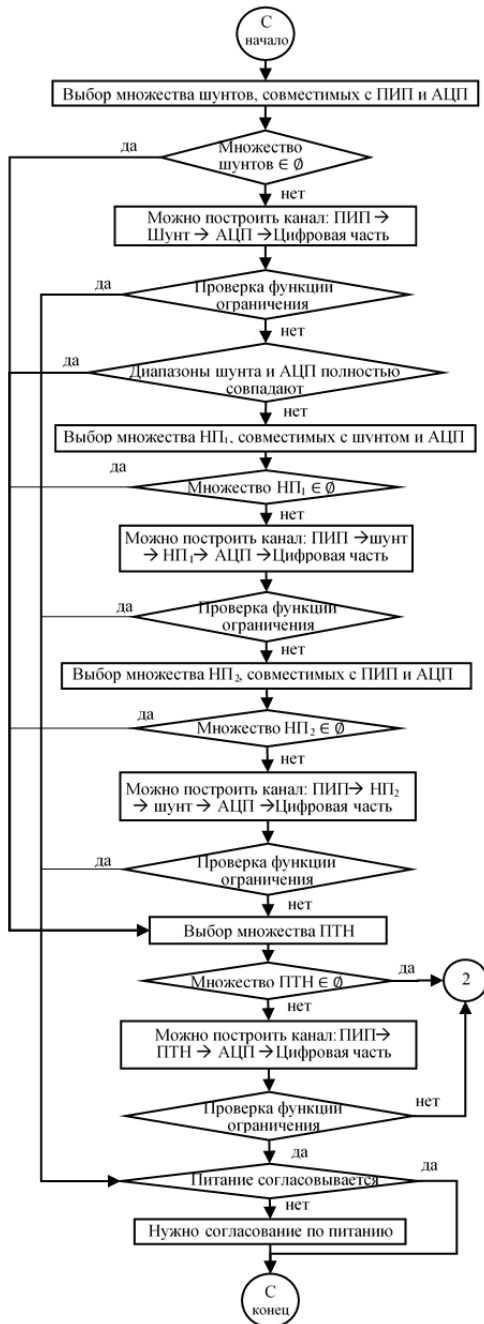 С
начало
Выбор множества шунтов, совместимых с ПИП и АЦП
да
Множество
шунтов ∈ ∅
нет
Можно построить канал: ПИП →
Шунт → АЦП →Цифровая часть
да
Проверка функции
ограничения
нет
да
Диапазоны шунта и АЦП полностью
совпадают
нет
Выбор множества НП₁, совместимых с шунтом и АЦП
да
Множество НП₁ ∈ ∅
нет
Можно построить канал: ПИП →шунт
→ НП₁→ АЦП →Цифровая часть
да
Проверка функции
ограничения
нет
Выбор множества НП₂, совместимых с ПИП и АЦП
да
Множество НП₂ ∈ ∅
нет
Можно построить канал: ПИП→ НП₂
→ шунт → АЦП →Цифровая часть
да
Проверка функции
ограничения
нет
Выбор множества ПТН
Множество ПТН ∈ ∅
да
2
нет
Можно построить канал:ПИП→
ПТН → АЦП →Цифровая часть
Проверка функции
ограничения
нет
да
Питание согласовывается
да
нет
Нужно согласование по питанию
С
конец